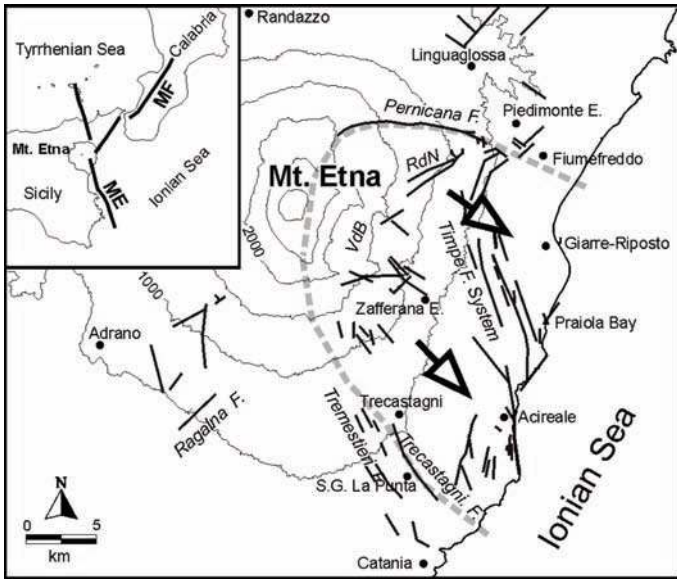 Tyrrhenian Sea
Calabria
MF
Mt. Etna
Ionian Sea
Sicily
ME
Randazzo
Linguaglossa
Pernicana F.
Piedimonte E.
Fiumefreddo
RdN
Mt. Etna
VdB
Timpe F. System
Giarre-Riposto
2000
1000
Zafferana E.
Praiola Bay
Adrano
Ragalna F.
Trecastagni
Acireale
Tremestieri F.
Trecastagni. F.
S.G. La Punta
Ionian Sea
N
0 5
km
Catania